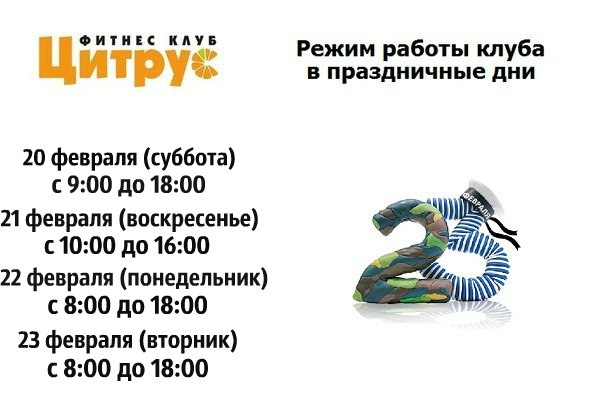 ФИТНЕС КЛУБ
Цитрус
Режим работы клуба
в праздничные дни
20 февраля (суббота)
с 9:00 до 18:00
21 февраля (воскресенье)
с 10:00 до 16:00
22 февраля (понедельник)
с 8:00 до 18:00
23 февраля (вторник)
с 8:00 до 18:00
ФЕВРАЛЯ
23